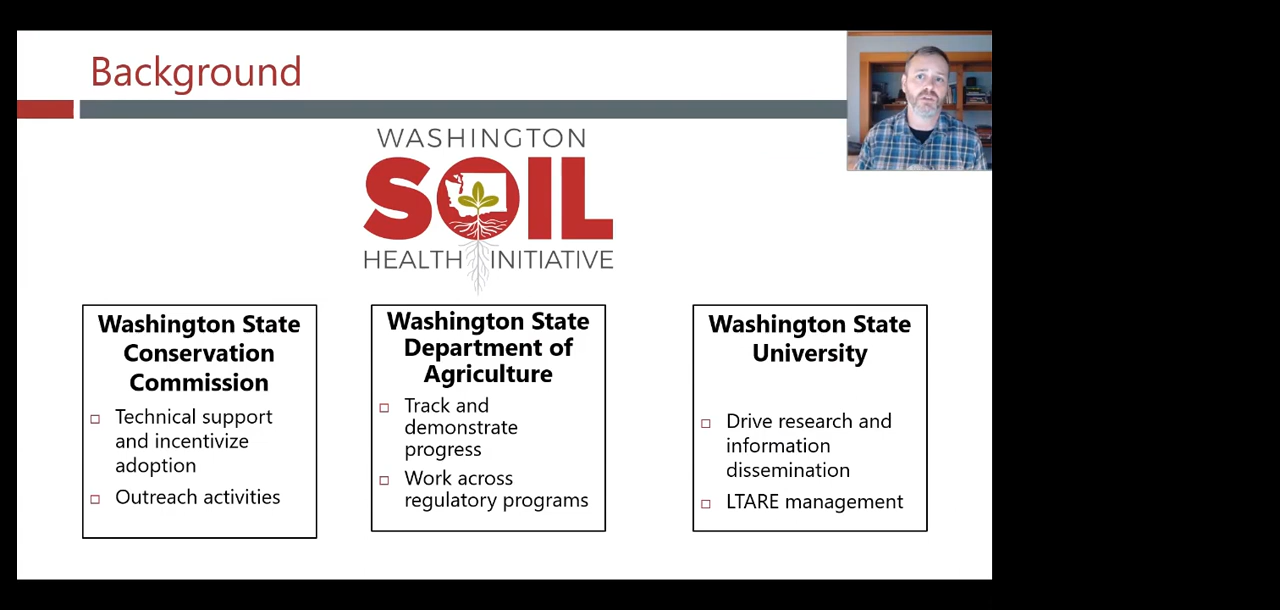 Background
WASHINGTON
SOIL
HEALTH INITIATIVE
Washington State
Conservation
Commission
□ Technical support
and incentivize
adoption
□ Outreach activities
Washington State
Department of
Agriculture
□ Track and
demonstrate
progress
□ Work across
regulatory programs
Washington State
University
□ Drive research and
information
dissemination
□ LTARE management